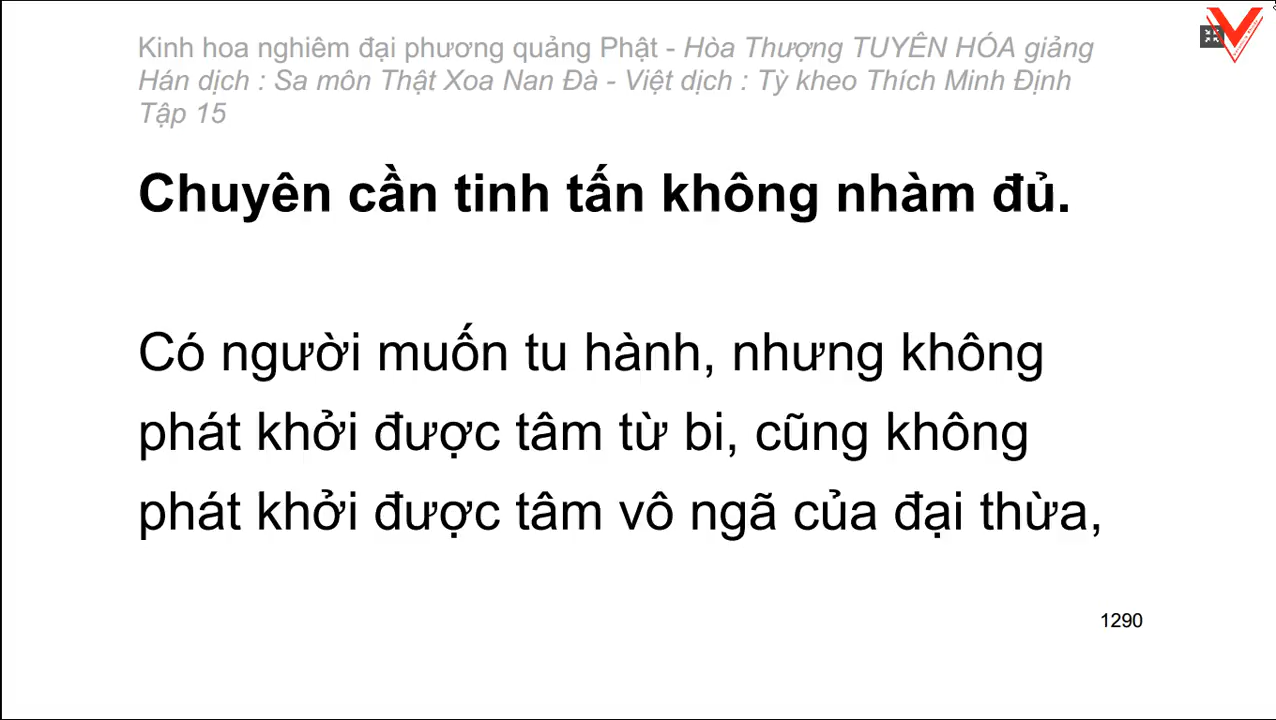 Kinh hoa nghiêm đại phương quảng Phật - Hòa Thượng TUYÊN HÓA giảng
Hán dịch : Sa môn Thật Xoa Nan Đà - Việt dịch : Tỳ kheo Thích Minh Định
Tập 15
Chuyên cần tinh tấn không nhàm đủ.
Có người muốn tu hành, nhưng không
phát khởi được tâm từ bi, cũng không
phát khởi được tâm vô ngã của đại thừa,
1290